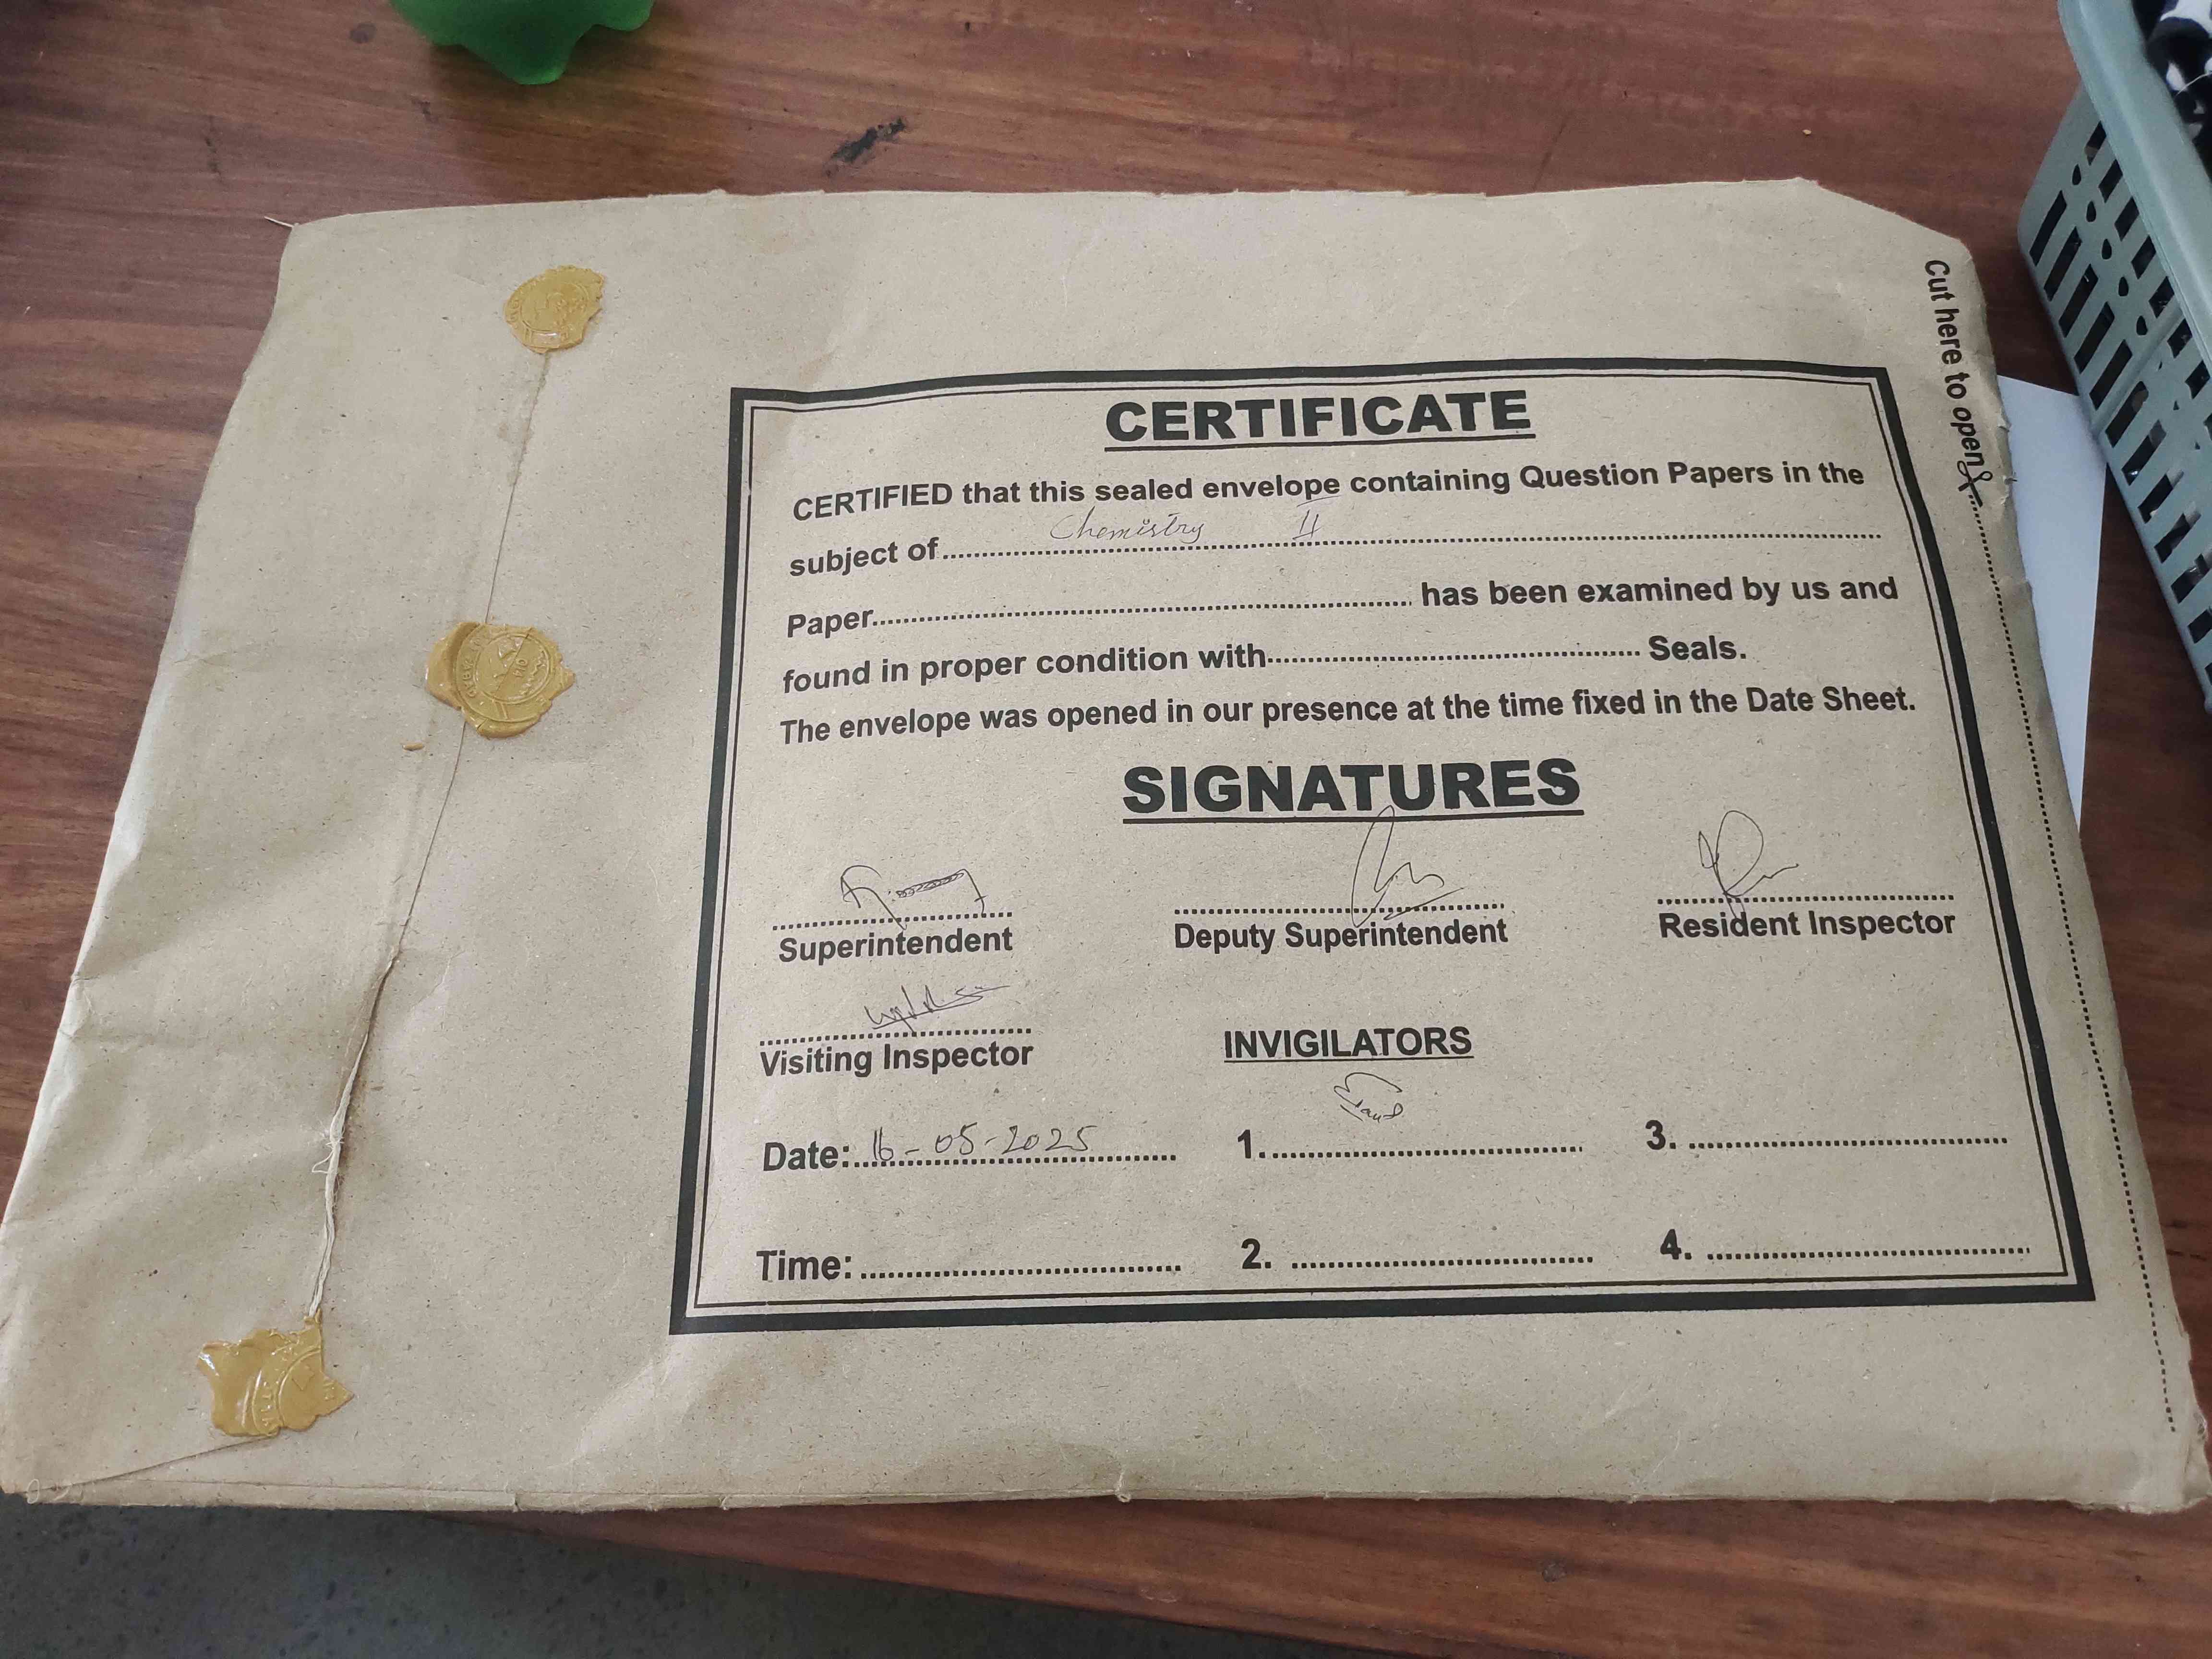 Cut here to open
CERTIFICATE
CERTIFIED that this sealed envelope containing Question Papers in the
subject of Chemistry II
Paper has been examined by us and
found in proper condition with Seals.
The envelope was opened in our presence at the time fixed in the Date Sheet.
SIGNATURES
Superintendent Deputy Superintendent Resident Inspector
Visiting Inspector INVIGILATORS
Date: 16-05-2025 1. 3.
Time: 2. 4.